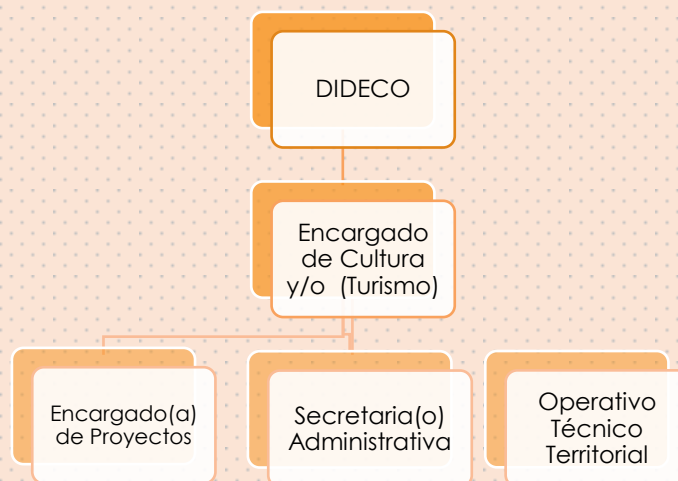 DIDECO
Encargado
de Cultura
y/o (Turismo)
Encargado(a)
de Proyectos
Secretaria(o)
Administrativa
Operativo
Técnico
Territorial